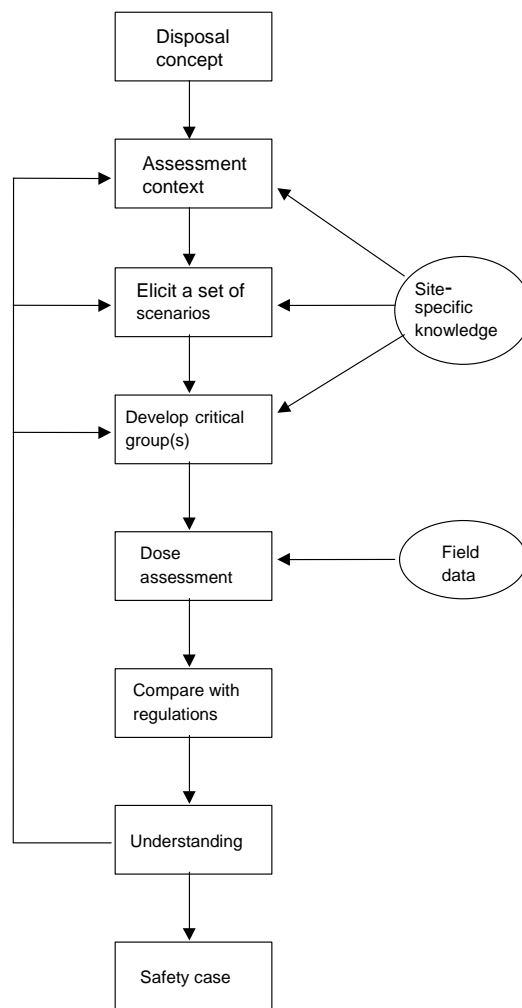 Disposal
concept
Assessment
context
Elicit a set of
scenarios
Site-
specific
knowledge
Develop critical
group(s)
Dose
assessment
Field
data
Compare with
regulations
Understanding
Safety case